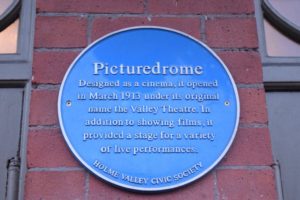 Picturedrome
Designed as a cinema, it opened
in March 1913 under its original
name the Valley Theatre. In
addition to showing films, it
provided a stage for a variety
of live performances.
HOLME VALLEY CIVIC SOCIETY